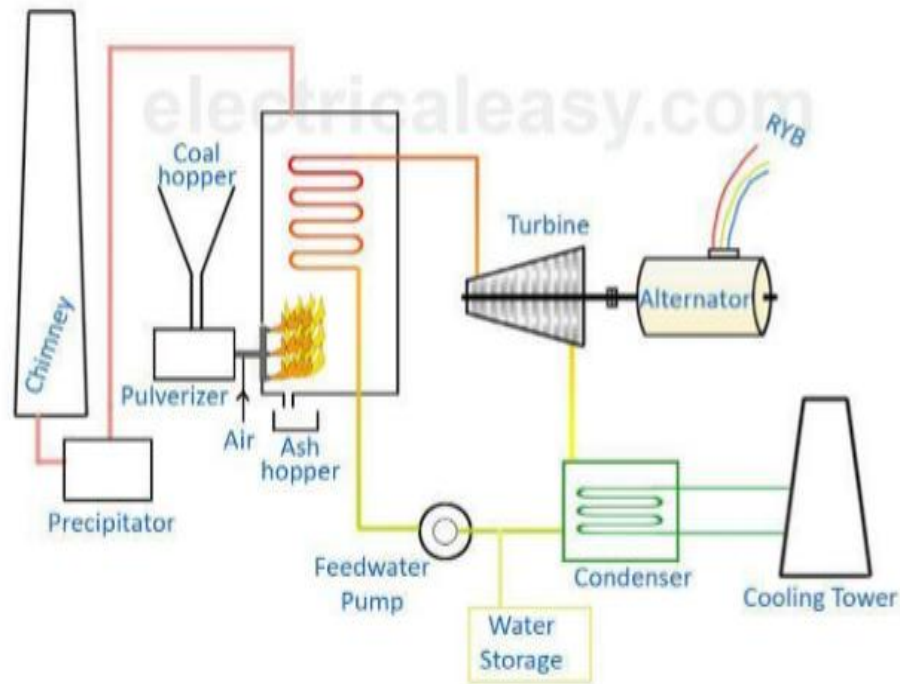 electricaleasy.com
RYB
Coal
hopper
Turbine
Alternator
Chimney
Pulverizer
Air
Ash
hopper
Precipitator
Feedwater
Pump
Condenser
Cooling Tower
Water
Storage